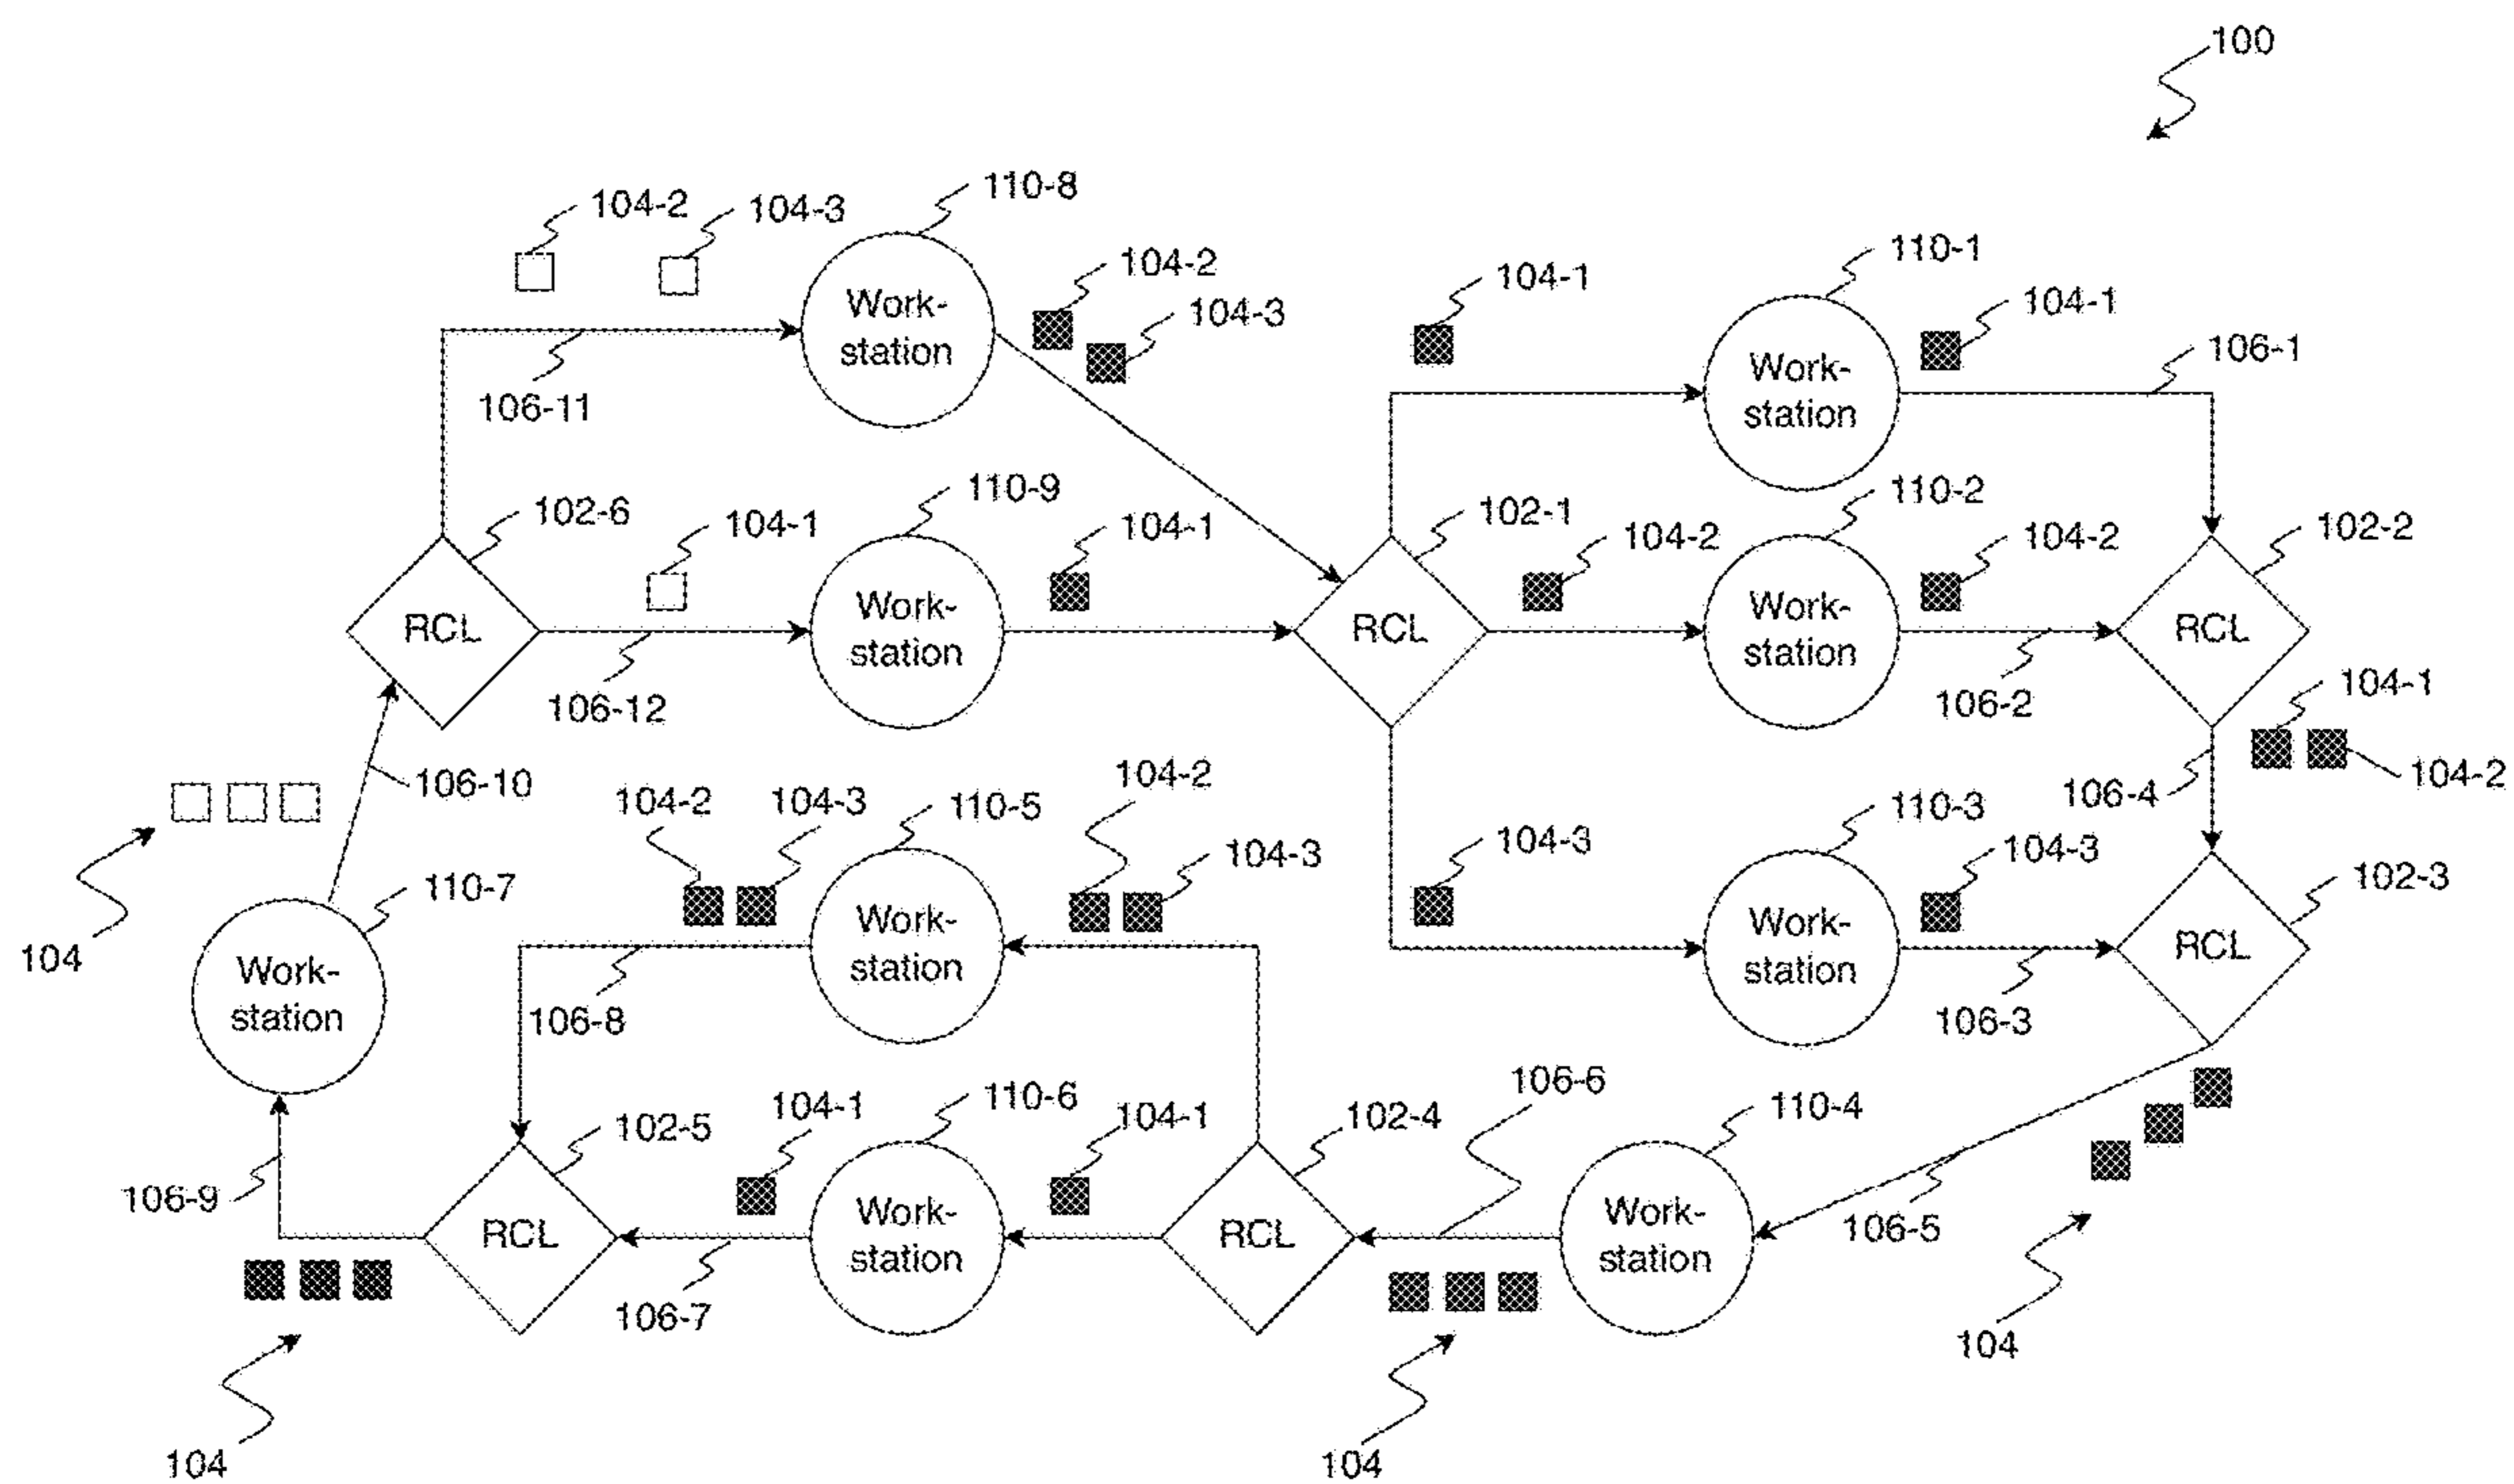 100
110-8
104-2
104-3
110-1
104-2
104-1
104-1
104-3
Work-
station
106-1
Work-
station
106-11
110-9
110-2
102-6
104-1
104-1
102-1
104-2
104-2
102-2
RCL
Work-
station
RCL
Work-
station
RCL
106-12
106-2
104-1
104-2
106-10
104-2
104-3
110-5
104-2
106-4
110-3
104-3
104-3
104-3
110-7
102-3
104
Work-
station
Work-
station
RCL
Work-
station
106-8
106-3
106-6
110-6
104-1
104-1
102-4
110-4
102-5
106-9
RCL
Work-
station
RCL
Work-
station
106-5
106-7
104
104
104